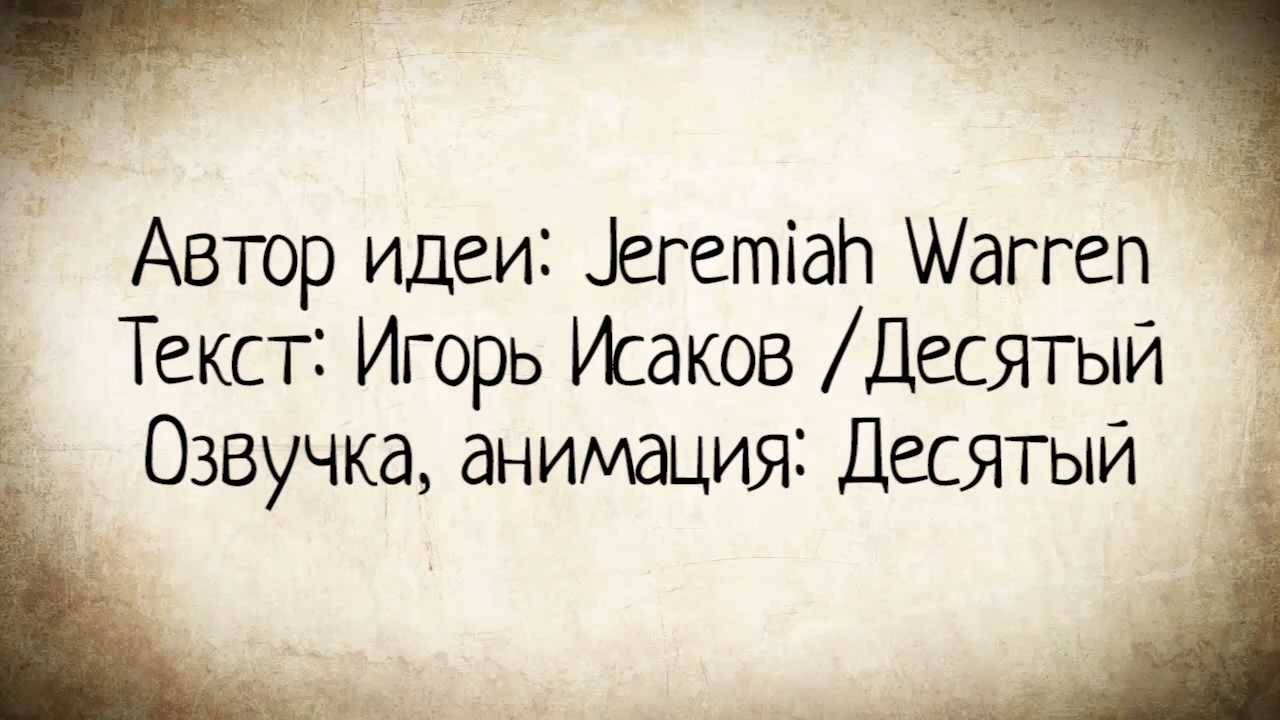 Автор идеи: Jeremiah Warren
Текст: Игорь Исаков /Десятый
Озвучка, анимация: Десятый